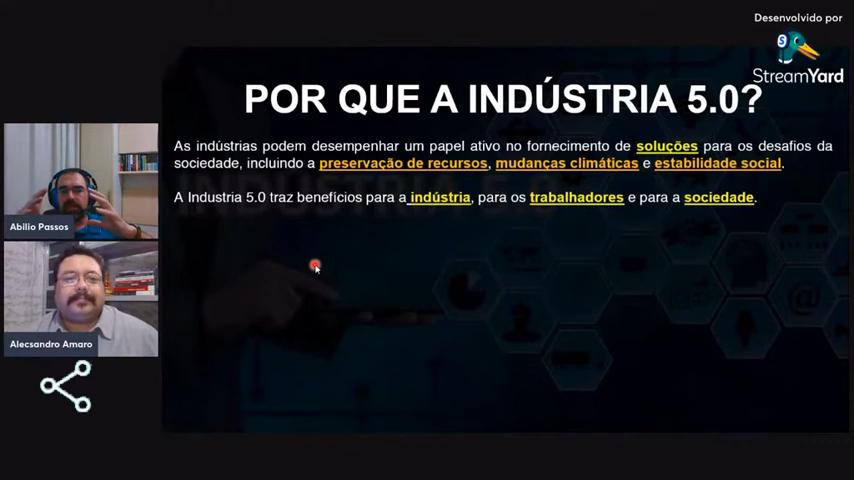 Desenvolvido por
StreamYard
POR QUE A INDÚSTRIA 5.0?
As indústrias podem desempenhar um papel ativo no fornecimento de soluções para os desafios da
sociedade, incluindo a preservação de recursos, mudanças climáticas e estabilidade social.
A Industria 5.0 traz benefícios para a indústria, para os trabalhadores e para a sociedade.
Abilio Passos
Alecsandro Amaro